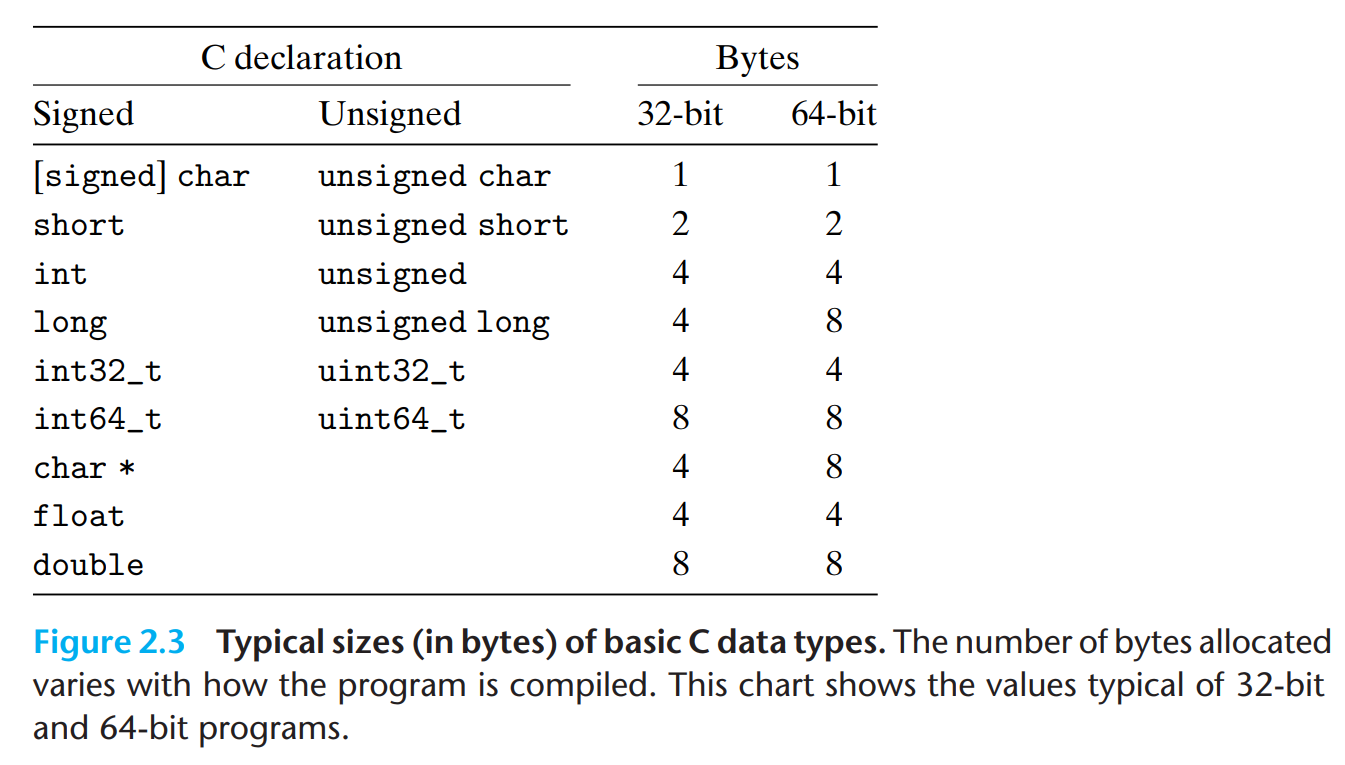 C declaration Bytes
Signed Unsigned 32-bit 64-bit
[signed] char unsigned char 1 1
short unsigned short 2 2
int unsigned 4 4
long unsigned long 4 8
int32_t uint32_t 4 4
int64_t uint64_t 8 8
char * 4 8
float 4 4
double 8 8
Figure 2.3 Typical sizes (in bytes) of basic C data types. The number of bytes allocated
varies with how the program is compiled. This chart shows the values typical of 32-bit
and 64-bit programs.